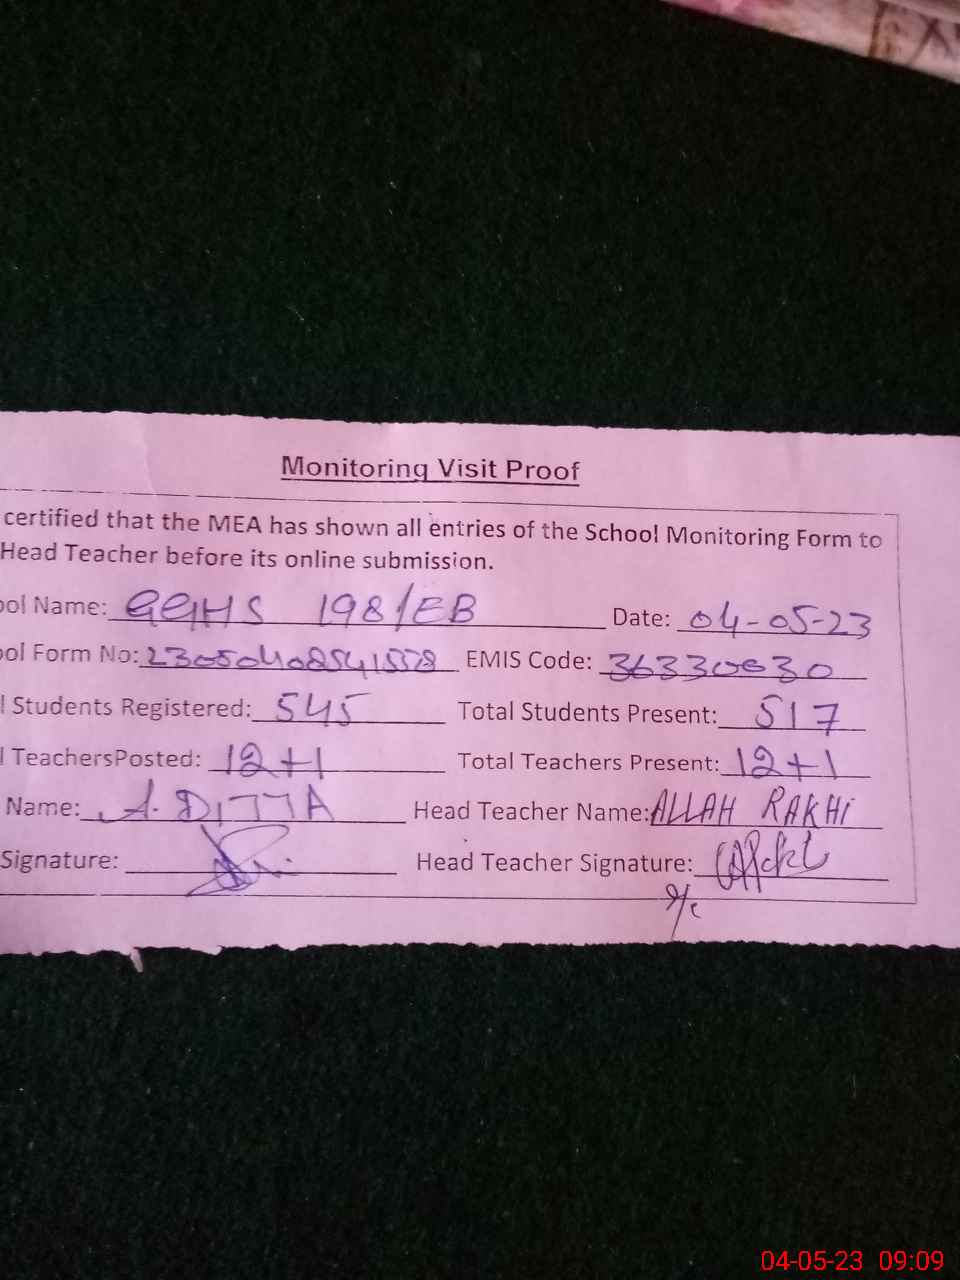 Monitoring Visit Proof
certified that the MEA has shown all entries of the School Monitoring Form to
Head Teacher before its online submission.
ool Name: GGHS 198/EB Date: 04-05-23
ool Form No: EMIS Code: 36330030
l Students Registered: 545 Total Students Present: 517
l TeachersPosted: 12+1 Total Teachers Present: 12+1
Name: A. DITTA Head Teacher Name: ALLAH RAKHI
Signature: Head Teacher Signature:
04-05-23 09:09